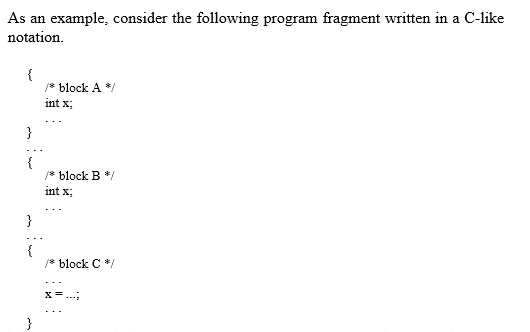 As an example, consider the following program fragment written in a C-like
notation.
{
/* block A */
int x;
. . .
}
. . .
{
/* block B */
int x;
. . .
}
. . .
{
/* block C */
. . .
x = ...;
. . .
}